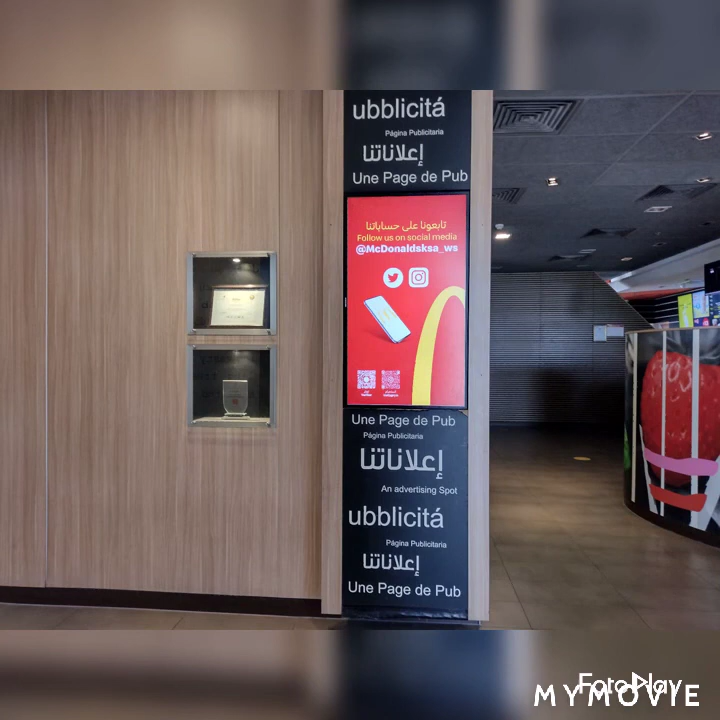 ubblicitá
Página Publicitaria
إعلاناتنا
Une Page de Pub
تابعونا على حساباتنا
Follow us on social media
@McDonaldsksa_ws
Une Page de Pub
Página Publicitaria
إعلاناتنا
An advertising Spot
ubblicitá
Página Publicitaria
إعلاناتنا
Une Page de Pub
FotoPlay
MYMOVIE